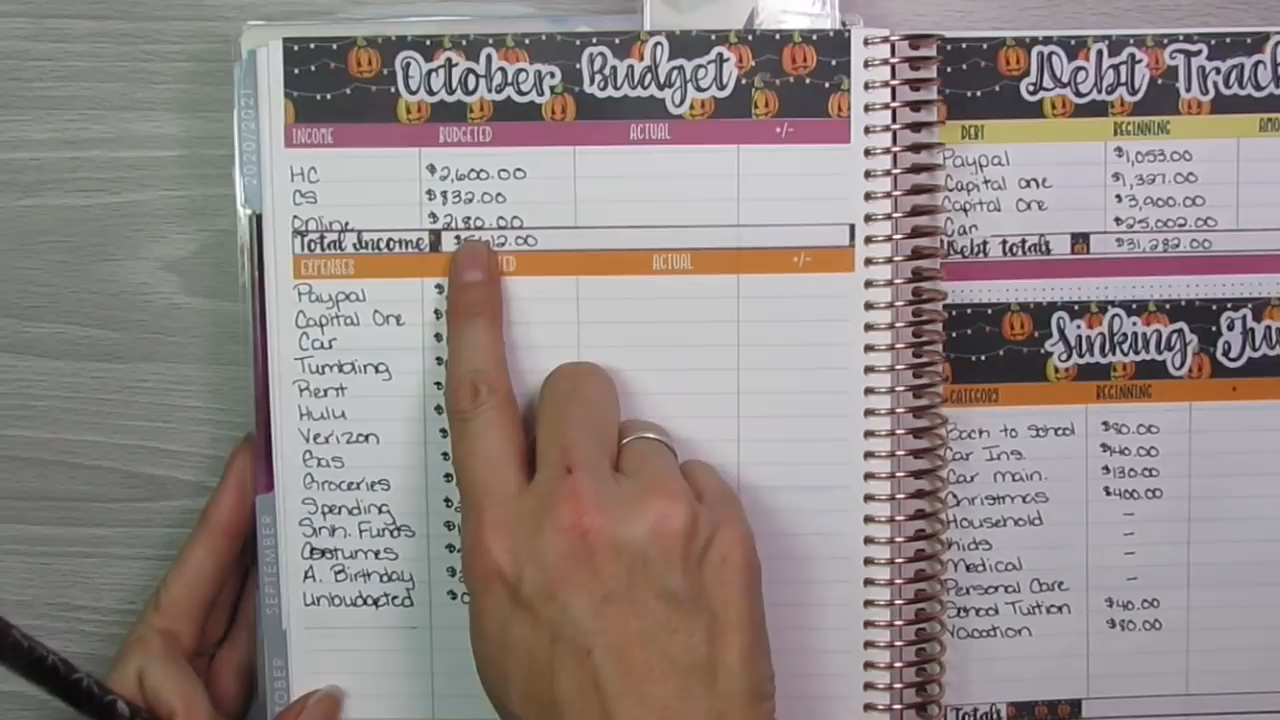 2020/2021
SEPTEMBER
October Budget
INCOME BUDGETED ACTUAL +/-
HC $2,600.00
CS $832.00
Online $2180.00
Total Income 12.00
EXPENSES ACTUAL +/-
Paypal $
Capital One $
Car $
Tumbling $
Rent $
Hulu $
Verizon $
Gas $
Groceries $
Spending $
Sink. Funds $
Costumes $
A. Birthday $
Unbudgeted $
Debt
DEBT BEGINNING
Paypal $1,053.00
Capital one $1,327.00
Capital One $3,900.00
Car $25,002.00
Debt totals $31,282.00
Sinking
CATEGORY BEGINNING
Back to School $80.00
Car Ins. $140.00
Car main. $130.00
Christmas $400.00
Household -
Kids -
Medical -
Personal Care -
School Tuition $40.00
Vacation $80.00
Totals